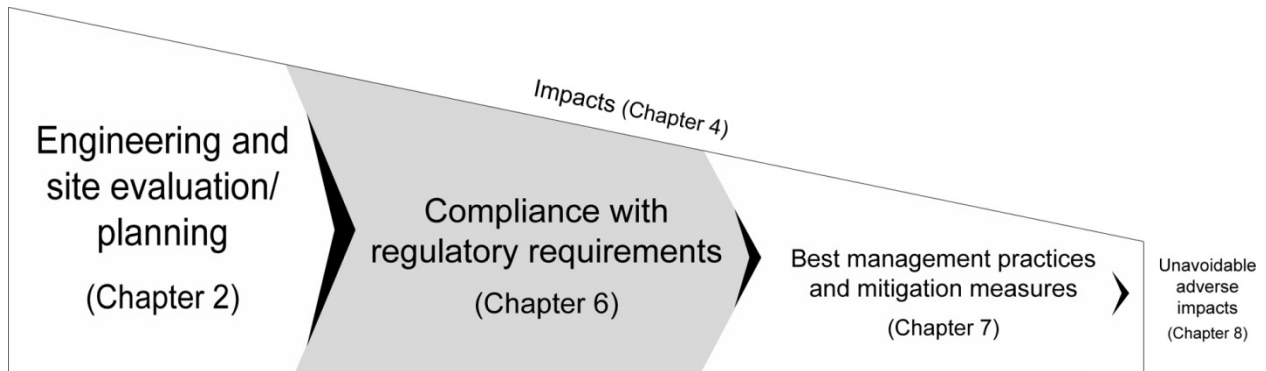 Impacts (Chapter 4)
Engineering and
site evaluation/
planning
(Chapter 2)
Compliance with
regulatory requirements
(Chapter 6)
Best management practices
and mitigation measures
(Chapter 7)
Unavoidable
adverse
impacts
(Chapter 8)